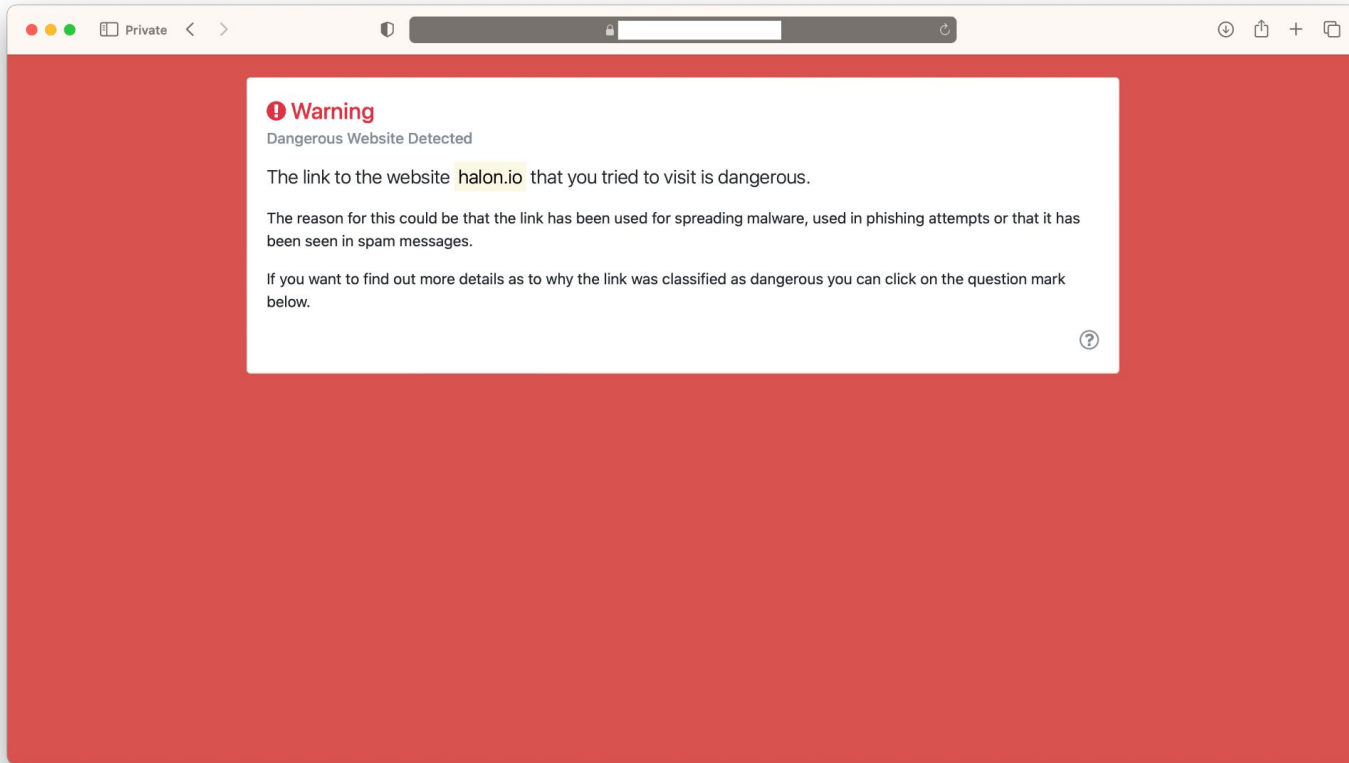 Private
Warning
Dangerous Website Detected
The link to the website halon.io that you tried to visit is dangerous.
The reason for this could be that the link has been used for spreading malware, used in phishing attempts or that it has
been seen in spam messages.
If you want to find out more details as to why the link was classified as dangerous you can click on the question mark
below.